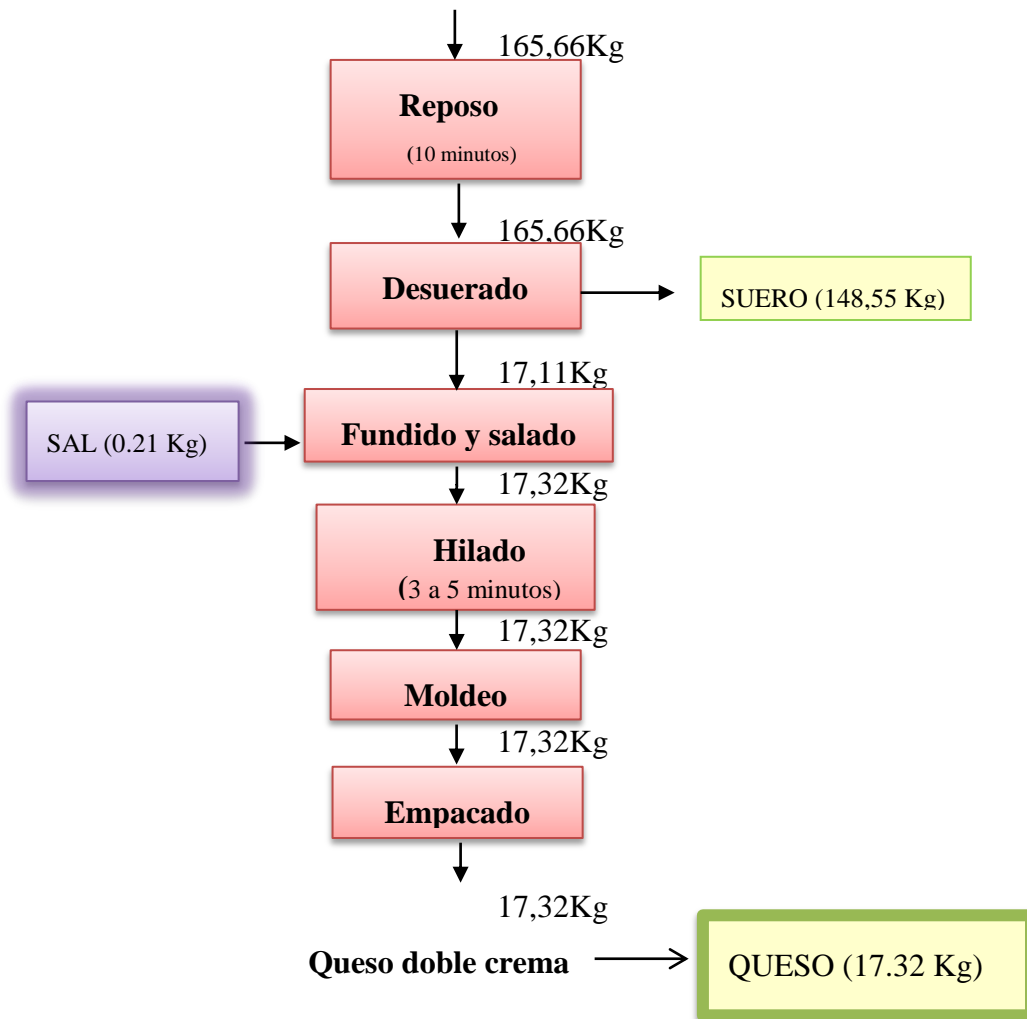 165,66Kg
Reposo
(10 minutos)
165,66Kg
Desuerado
SUERO (148,55 Kg)
17,11Kg
SAL (0.21 Kg)
Fundido y salado
17,32Kg
Hilado
(3 a 5 minutos)
17,32Kg
Moldeo
17,32Kg
Empacado
17,32Kg
Queso doble crema
QUESO (17.32 Kg)